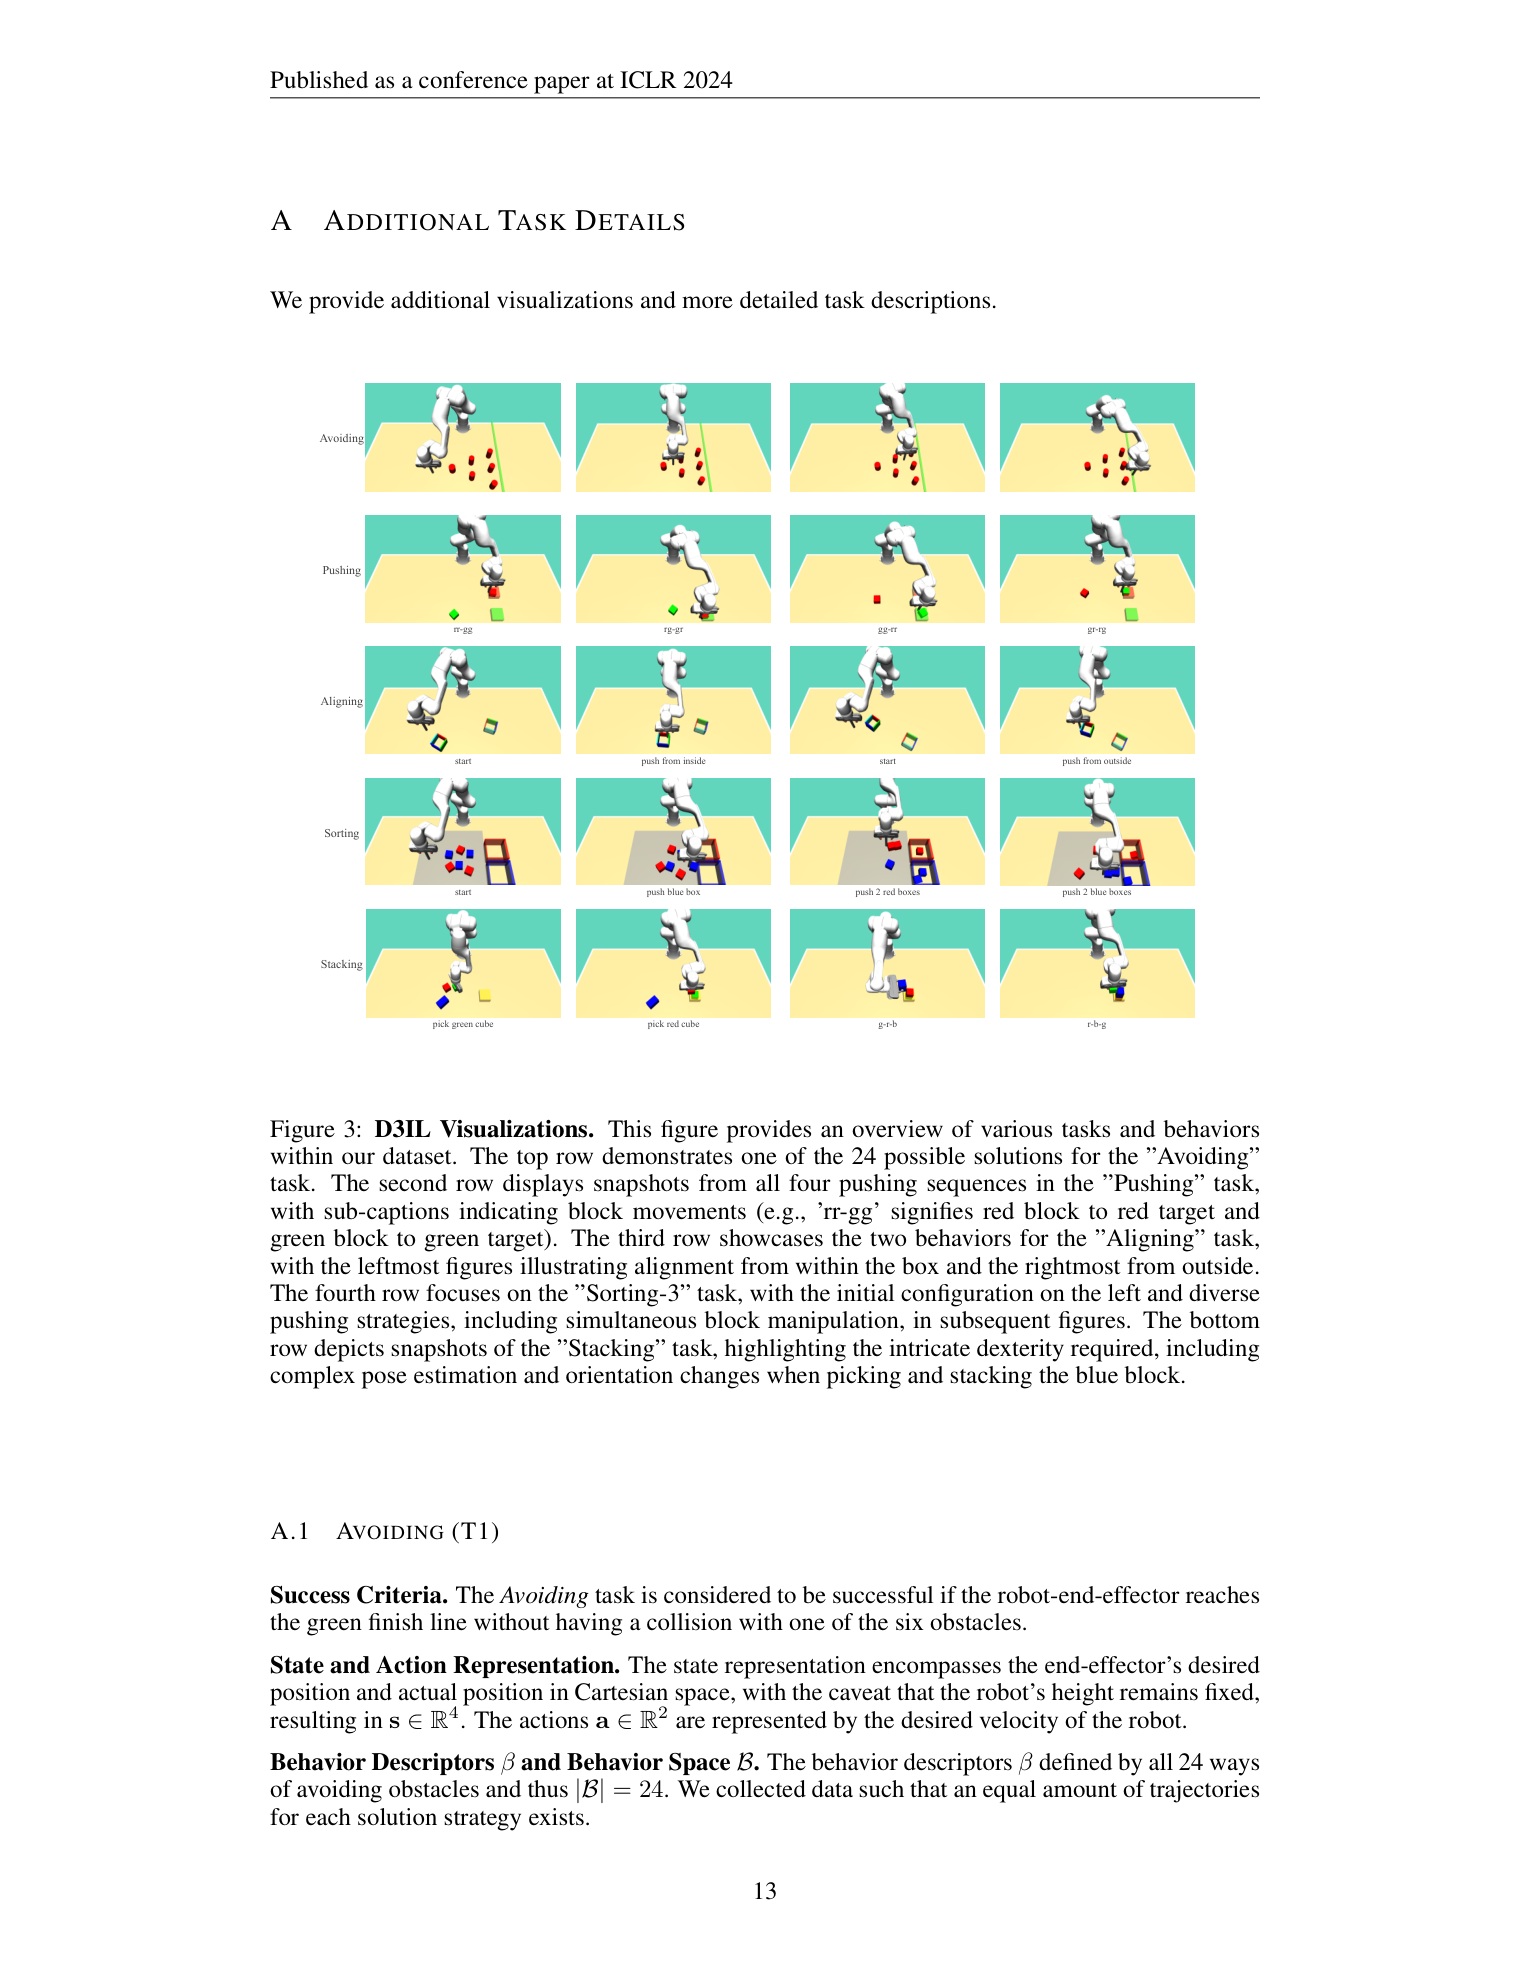 Published as a conference paper at ICLR 2024
A ADDITIONAL TASK DETAILS
We provide additional visualizations and more detailed task descriptions.
Avoiding
Pushing
rr-gg rg-gr gg-rr gr-rg
Aligning
start push from inside start push from outside
Sorting
start push blue box push 2 red boxes push 2 blue boxes
Stacking
pick green cube pick red cube g-r-b r-b-g
Figure 3: D3IL Visualizations. This figure provides an overview of various tasks and behaviors
within our dataset. The top row demonstrates one of the 24 possible solutions for the ”Avoiding”
task. The second row displays snapshots from all four pushing sequences in the ”Pushing” task,
with sub-captions indicating block movements (e.g., ’rr-gg’ signifies red block to red target and
green block to green target). The third row showcases the two behaviors for the ”Aligning” task,
with the leftmost figures illustrating alignment from within the box and the rightmost from outside.
The fourth row focuses on the ”Sorting-3” task, with the initial configuration on the left and diverse
pushing strategies, including simultaneous block manipulation, in subsequent figures. The bottom
row depicts snapshots of the ”Stacking” task, highlighting the intricate dexterity required, including
complex pose estimation and orientation changes when picking and stacking the blue block.
A.1 AVOIDING (T1)
Success Criteria. The Avoiding task is considered to be successful if the robot-end-effector reaches
the green finish line without having a collision with one of the six obstacles.
State and Action Representation. The state representation encompasses the end-effector’s desired
position and actual position in Cartesian space, with the caveat that the robot’s height remains fixed,
resulting in s ∈ ℝ⁴. The actions a ∈ ℝ² are represented by the desired velocity of the robot.
Behavior Descriptors β and Behavior Space ℬ. The behavior descriptors β defined by all 24 ways
of avoiding obstacles and thus |ℬ| = 24. We collected data such that an equal amount of trajectories
for each solution strategy exists.
13